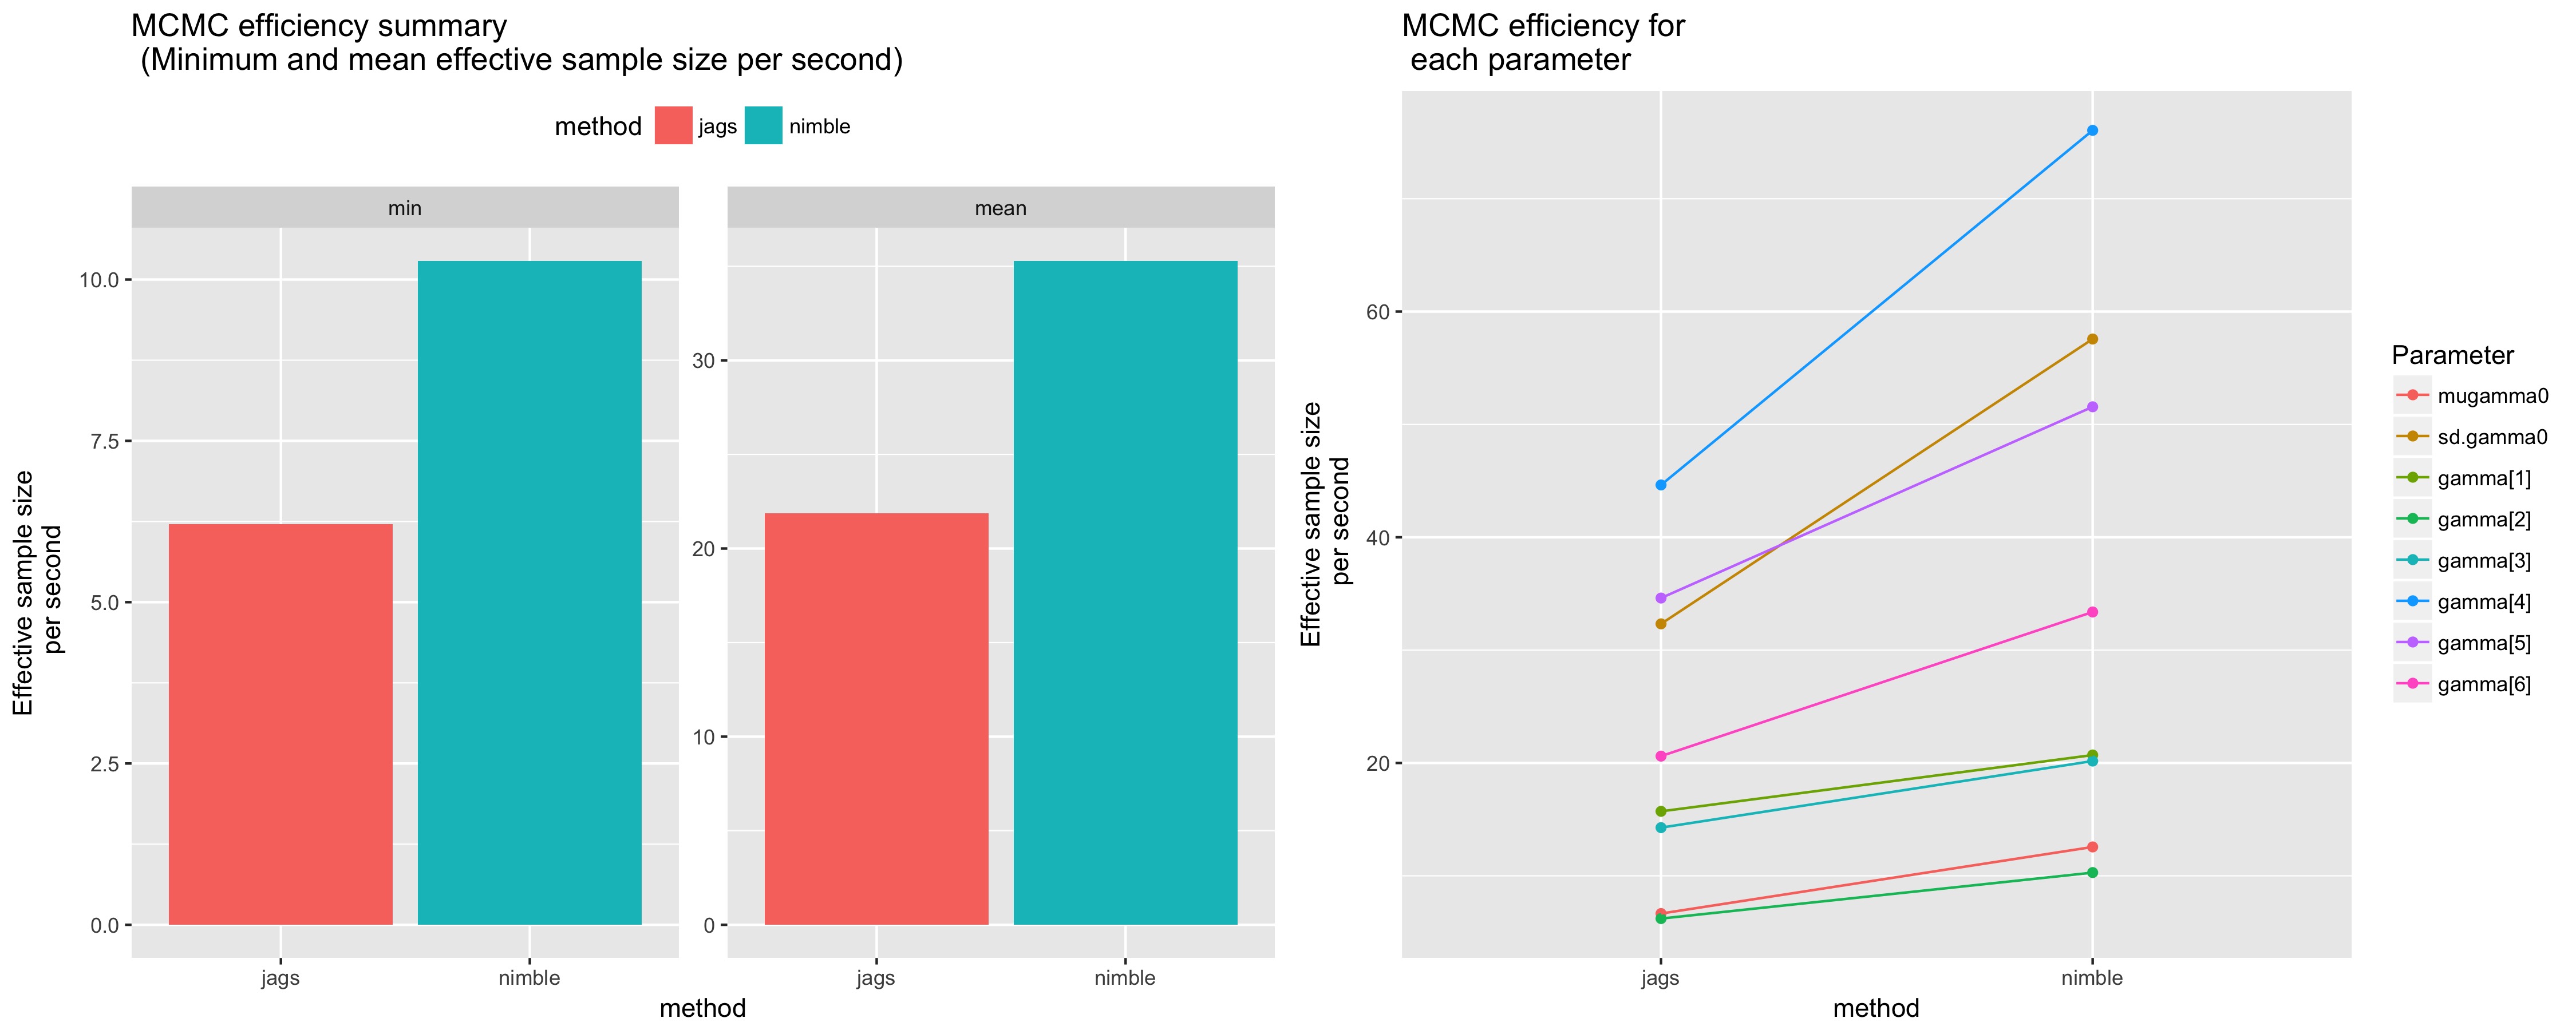 MCMC efficiency summary
(Minimum and mean effective sample size per second)
method jags nimble
min
mean
Effective sample size
per second
10.0
7.5
5.0
2.5
0.0
30
20
10
0
jags nimble
jags nimble
method
MCMC efficiency for
each parameter
Effective sample size
per second
60
40
20
jags nimble
method
Parameter
mugamma0
sd.gamma0
gamma[1]
gamma[2]
gamma[3]
gamma[4]
gamma[5]
gamma[6]